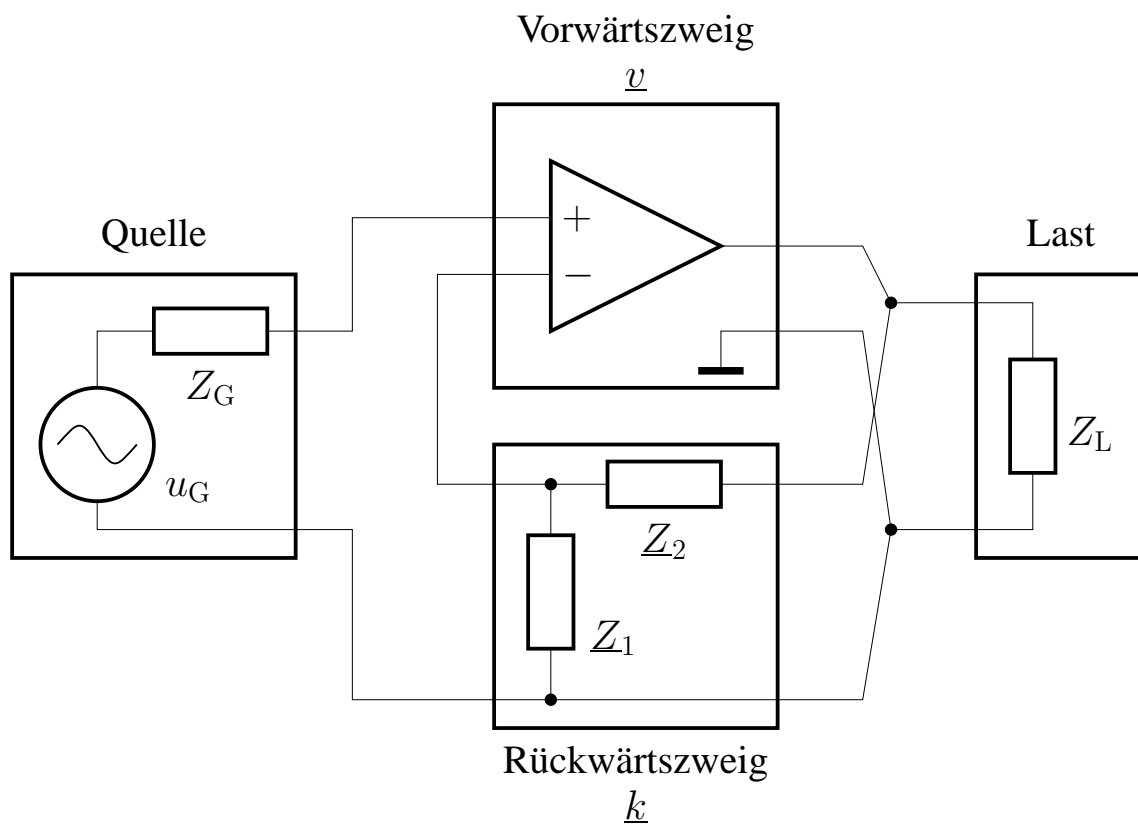 Vorwärtszweig
v
Quelle
Last
+
−
Z_G
u_G
Z_L
Z_2
Z_1
Rückwärtszweig
k